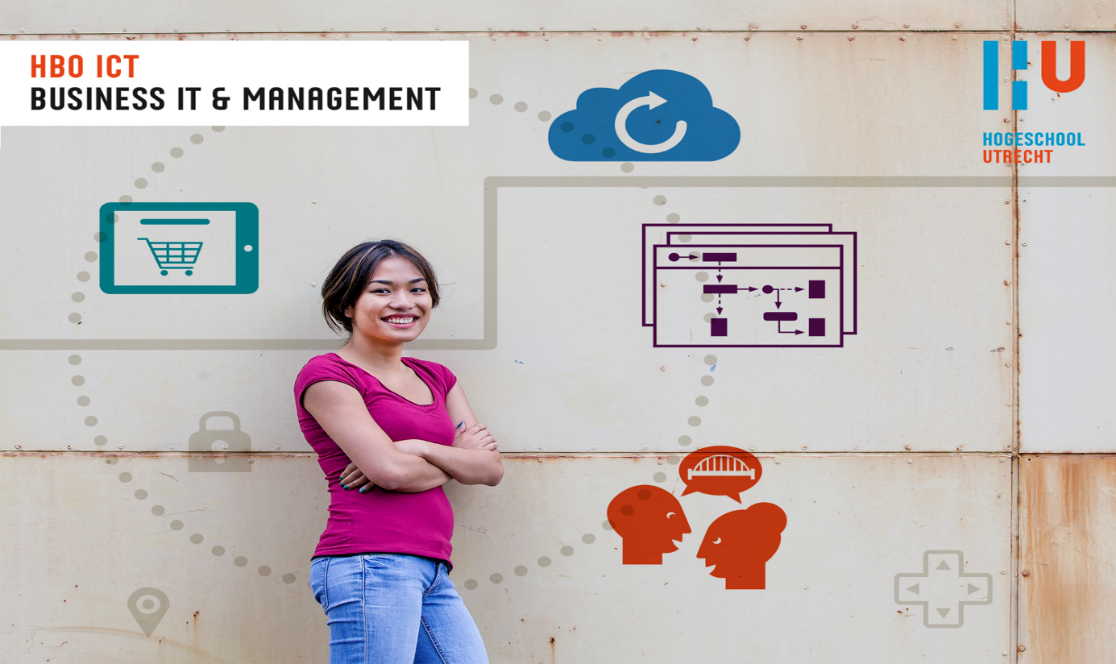 HBO ICT
BUSINESS IT & MANAGEMENT
HU
HOGESCHOOL
UTRECHT